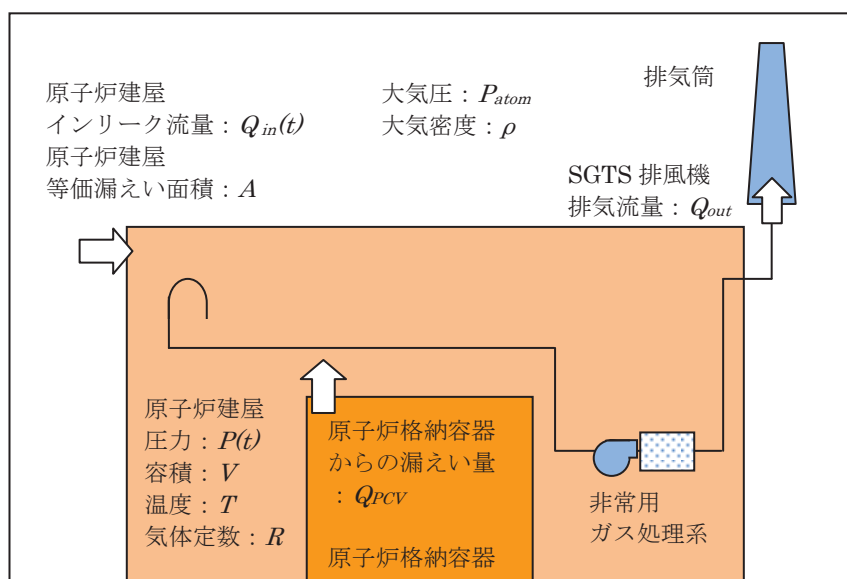 原子炉建屋
インリーク流量：Qin(t)
原子炉建屋
等価漏えい面積：A
大気圧：Patom
大気密度：ρ
排気筒
SGTS 排風機
排気流量：Qout
原子炉建屋
圧力：P(t)
容積：V
温度：T
気体定数：R
原子炉格納容器
からの漏えい量
：QPCV
原子炉格納容器
非常用
ガス処理系